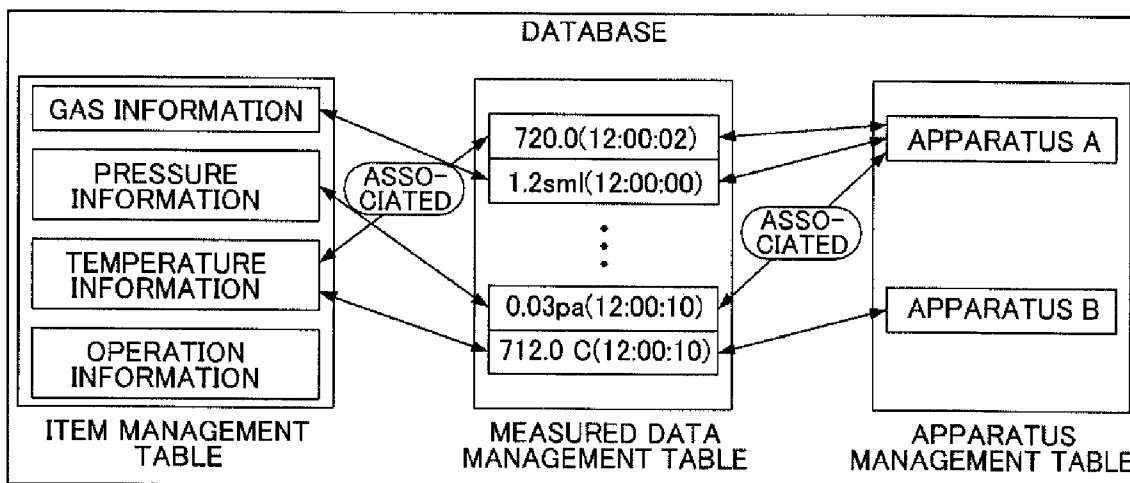 DATABASE
GAS INFORMATION
PRESSURE
INFORMATION
TEMPERATURE
INFORMATION
OPERATION
INFORMATION
ITEM MANAGEMENT
TABLE
ASSO-
CIATED
720.0(12:00:02)
1.2sml(12:00:00)
0.03pa(12:00:10)
712.0 C(12:00:10)
MEASURED DATA
MANAGEMENT TABLE
ASSO-
CIATED
APPARATUS A
APPARATUS B
APPARATUS
MANAGEMENT TABLE